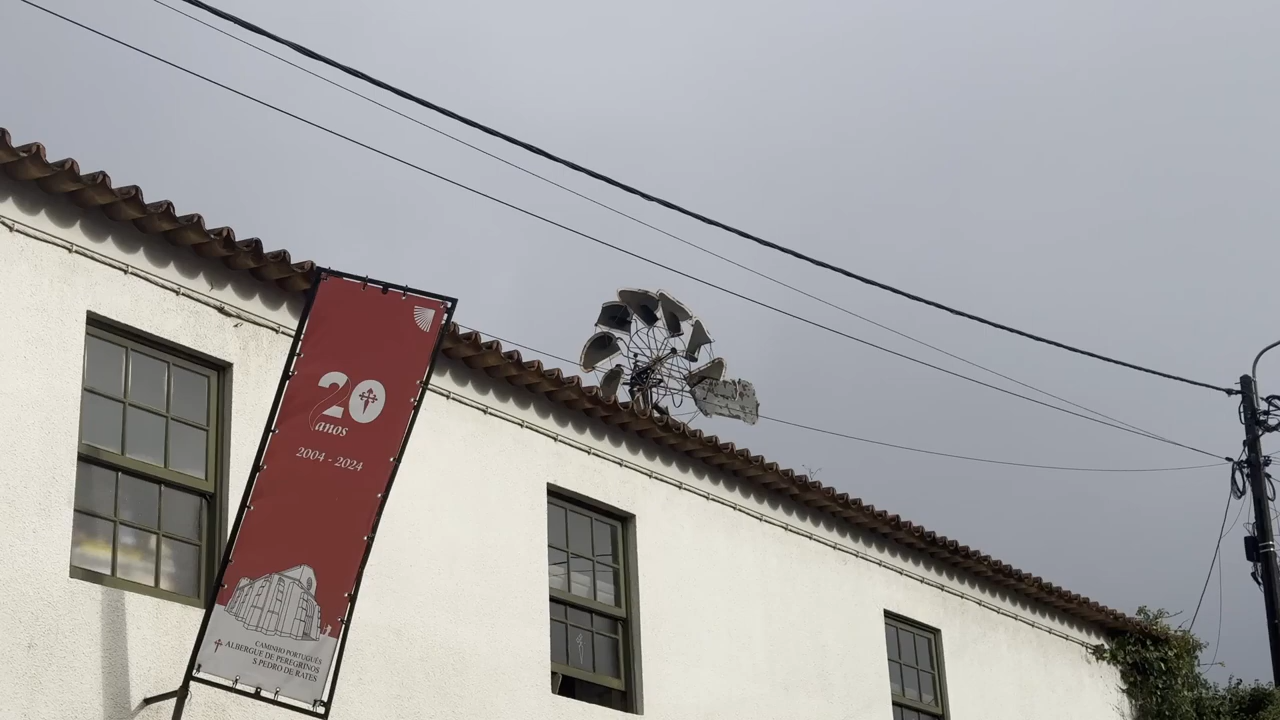 20
anos
2004 - 2024
CAMINHO PORTUGUÊS
ALBERGUE DE PEREGRINOS
S. PEDRO DE RATES